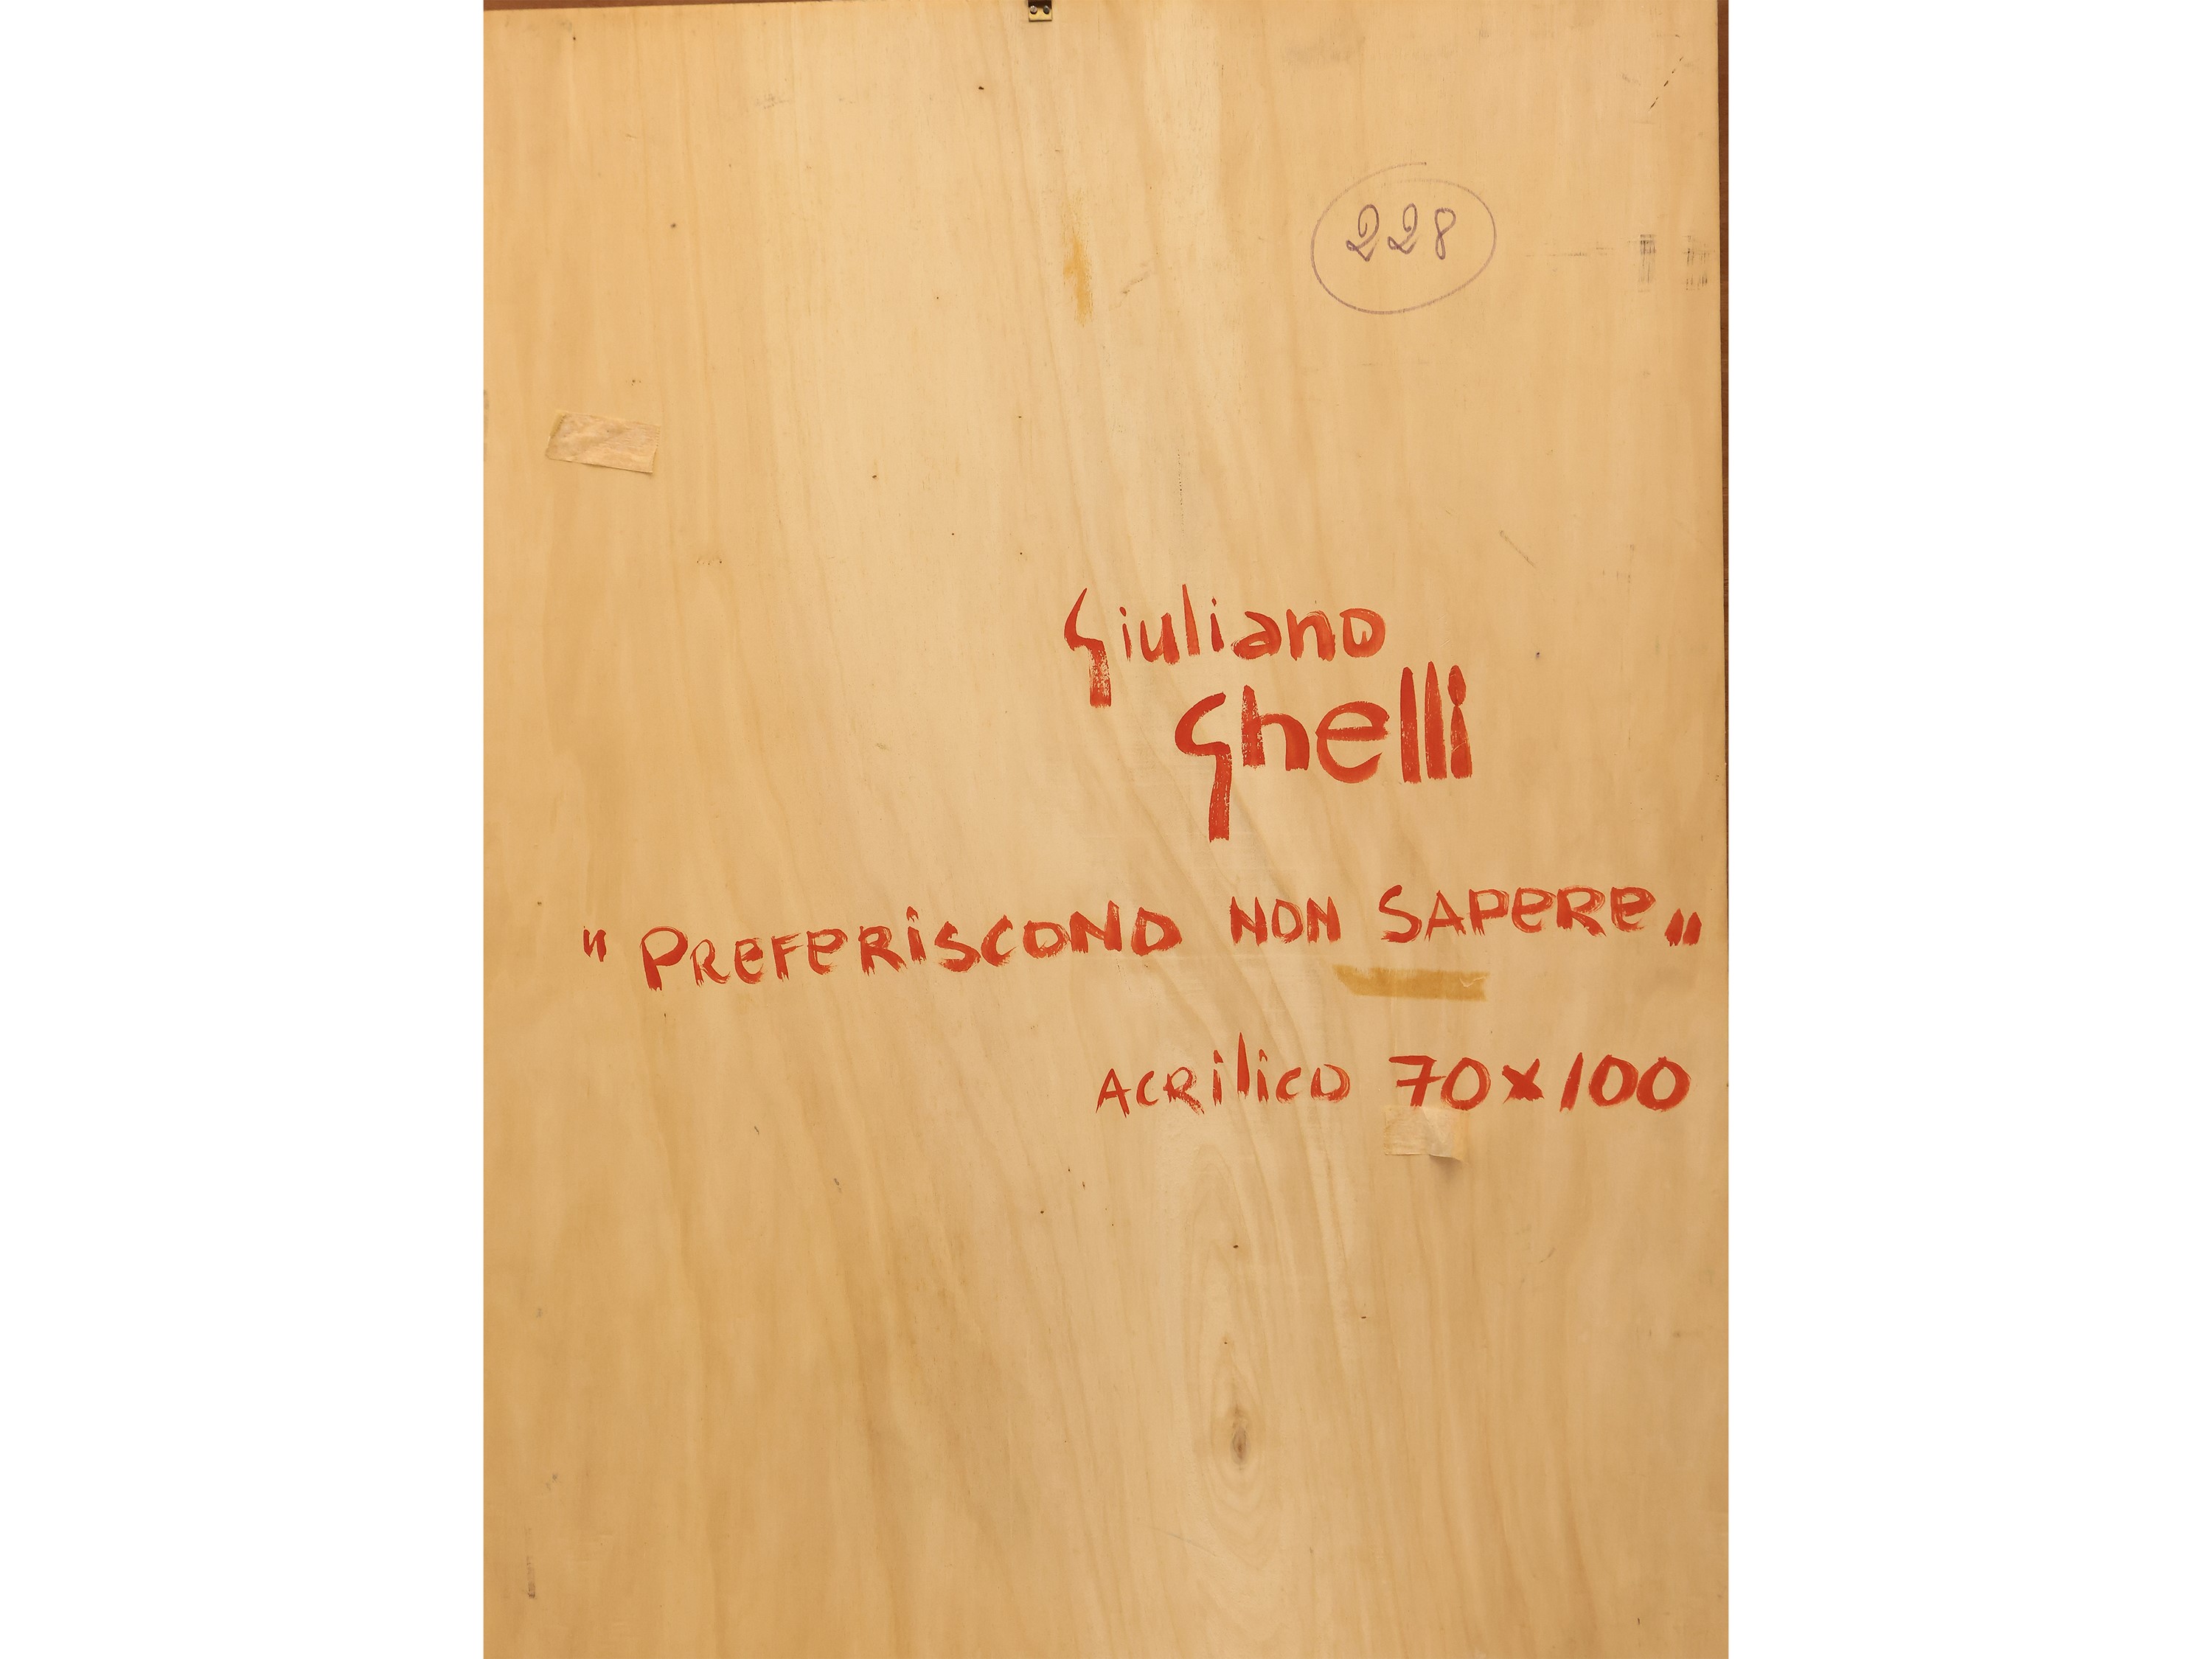 228
Giuliano
Ghelli
"PREFERISCONO NON SAPERE"
ACRILICO 70x100